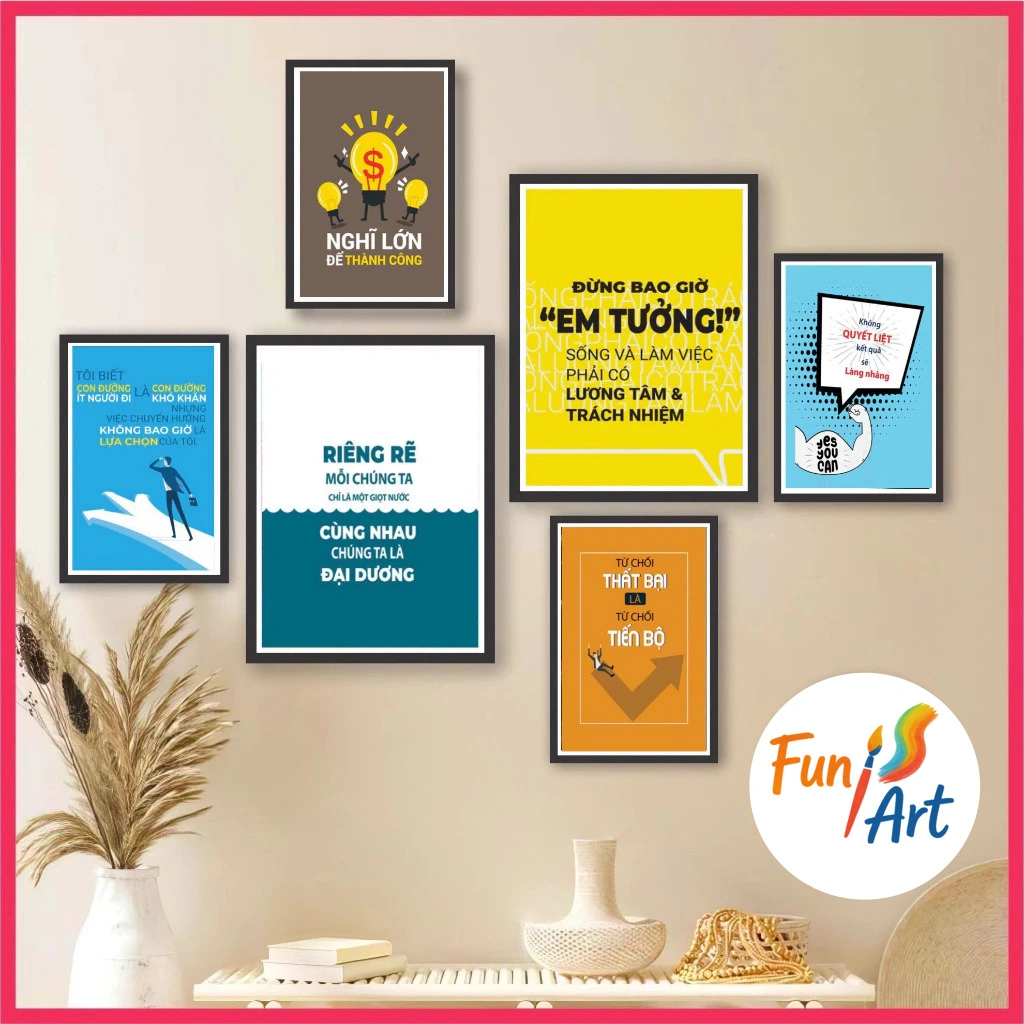 $
NGHĨ LỚN
ĐỂ THÀNH CÔNG
ĐỪNG BAO GIỜ
“EM TƯỞNG!”
SỐNG VÀ LÀM VIỆC
PHẢI CÓ
LƯƠNG TÂM &
TRÁCH NHIỆM
Không
QUYẾT LIỆT
kết quả
sẽ
Làng nhàng
yes
YOU
CAN
TÔI BIẾT
CON ĐƯỜNG ÍT NGƯỜI ĐI LÀ CON ĐƯỜNG KHÓ KHĂN
NHƯNG
VIỆC CHUYỂN HƯỚNG
KHÔNG BAO GIỜ LÀ
LỰA CHỌN CỦA TÔI.
RIÊNG RẼ
MỖI CHÚNG TA
CHỈ LÀ MỘT GIỌT NƯỚC
CÙNG NHAU
CHÚNG TA LÀ
ĐẠI DƯƠNG
TỪ CHỐI
THẤT BẠI
LÀ
TỪ CHỐI
TIẾN BỘ
Fun
Art